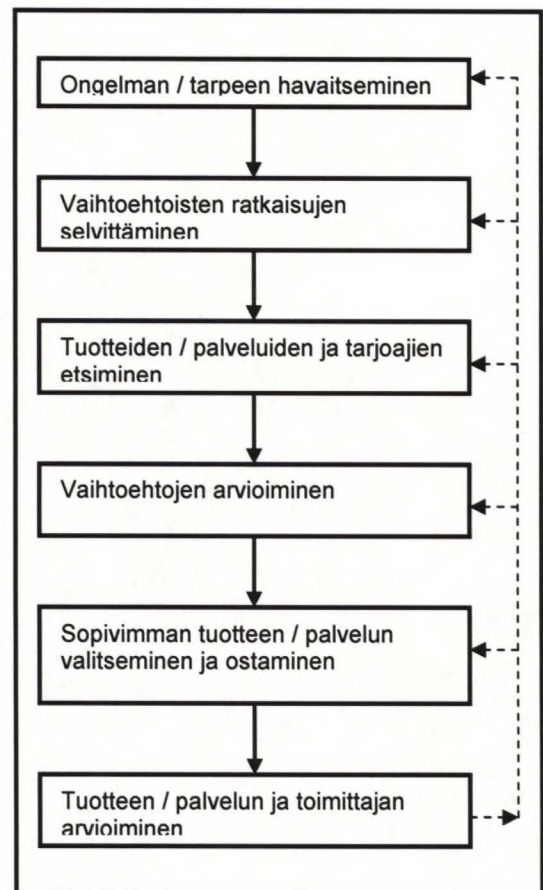 Ongelman / tarpeen havaitseminen
Vaihtoehtoisten ratkaisujen
selvittäminen
Tuotteiden / palveluiden ja tarjoajien
etsiminen
Vaihtoehtojen arvioiminen
Sopivimman tuotteen / palvelun
valitseminen ja ostaminen
Tuotteen / palvelun ja toimittajan
arvioiminen